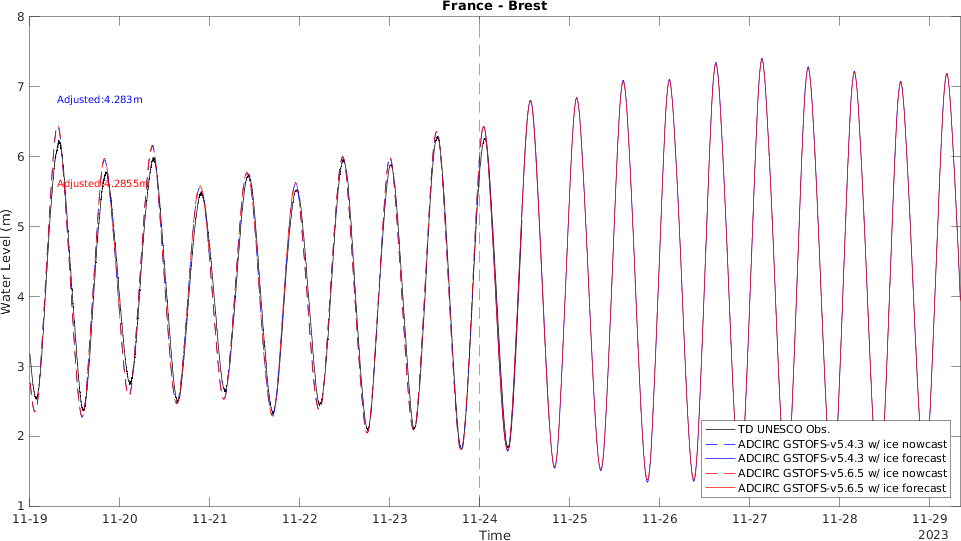 France - Brest
8
7
6
5
4
3
2
1
Water Level (m)
Adjusted:4.283m
Adjusted:4.2855m
TD UNESCO Obs.
ADCIRC GSTOFS-v5.4.3 w/ ice nowcast
ADCIRC GSTOFS-v5.4.3 w/ ice forecast
ADCIRC GSTOFS-v5.6.5 w/ ice nowcast
ADCIRC GSTOFS-v5.6.5 w/ ice forecast
11-19 11-20 11-21 11-22 11-23 11-24 11-25 11-26 11-27 11-28 11-29
Time
2023